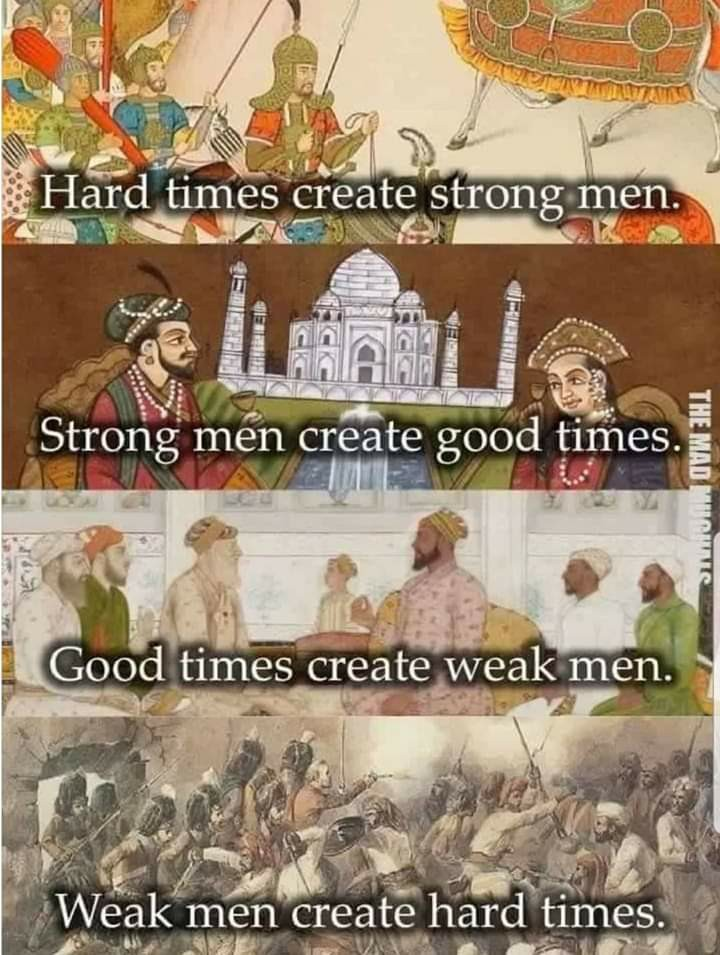 Hard times create strong men.
Strong men create good times.
THE MAD MUGHALS
Good times create weak men.
Weak men create hard times.